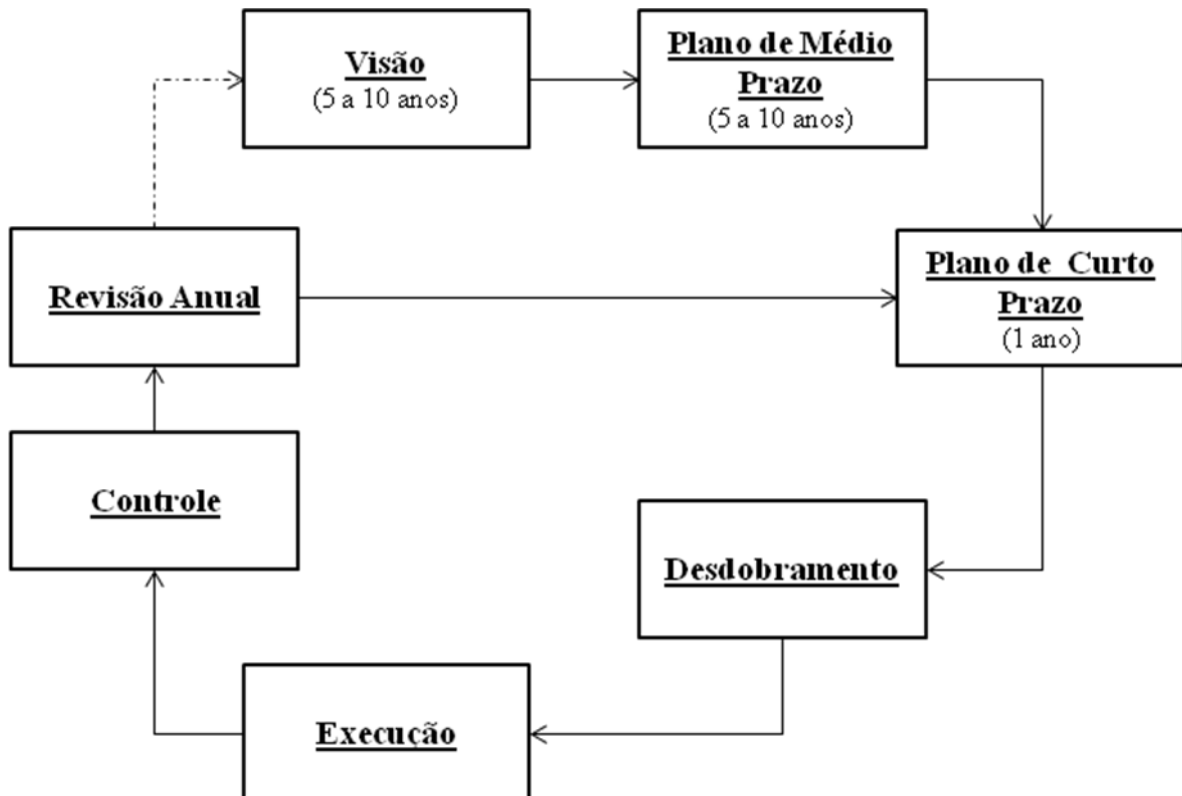 Visão
(5 a 10 anos)
Plano de Médio
Prazo
(5 a 10 anos)
Revisão Anual
Plano de Curto
Prazo
(1 ano)
Controle
Desdobramento
Execução